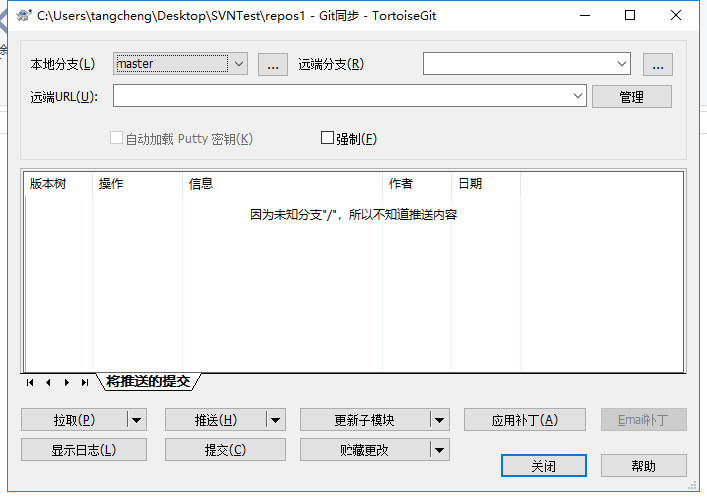 C:\Users\tangcheng\Desktop\SVNTest\repos1 - Git同步 - TortoiseGit
本地分支(L) master ... 远端分支(R) ...
远端URL(U): 管理
自动加载 Putty 密钥(K) 强制(F)
版本树 操作 信息 作者 日期
因为未知分支"/"，所以不知道推送内容
将推送的提交
拉取(P) 推送(H) 更新子模块 应用补丁(A) Email补丁
显示日志(L) 提交(C) 贮藏更改
关闭 帮助